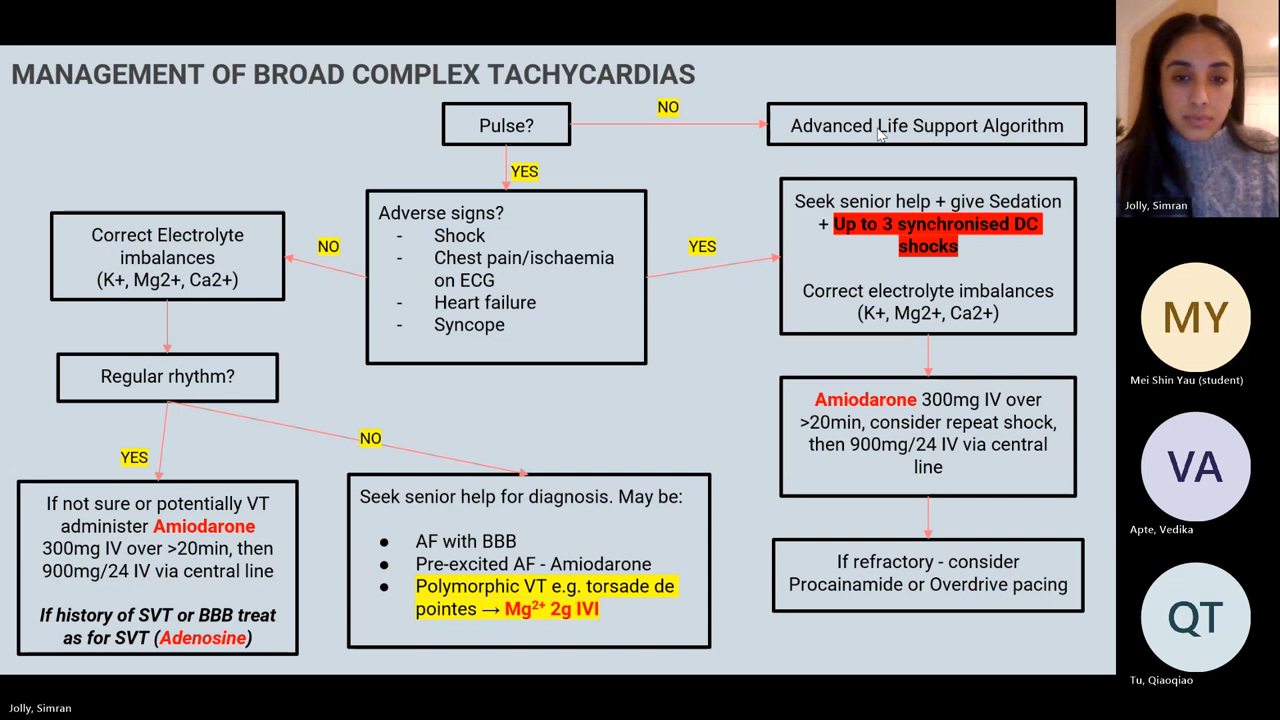 MANAGEMENT OF BROAD COMPLEX TACHYCARDIAS
Pulse?
NO
Advanced Life Support Algorithm
YES
Adverse signs?
- Shock
- Chest pain/ischaemia
on ECG
- Heart failure
- Syncope
NO
Correct Electrolyte
imbalances
(K+, Mg2+, Ca2+)
YES
Seek senior help + give Sedation
+ Up to 3 synchronised DC
shocks
Correct electrolyte imbalances
(K+, Mg2+, Ca2+)
Regular rhythm?
Amiodarone 300mg IV over
>20min, consider repeat shock,
then 900mg/24 IV via central
line
YES
NO
If not sure or potentially VT
administer Amiodarone
300mg IV over >20min, then
900mg/24 IV via central line
If history of SVT or BBB treat
as for SVT (Adenosine)
Seek senior help for diagnosis. May be:
● AF with BBB
● Pre-excited AF - Amiodarone
● Polymorphic VT e.g. torsade de
pointes → Mg²⁺ 2g IVI
If refractory - consider
Procainamide or Overdrive pacing
Jolly, Simran
MY
Mei Shin Yau (student)
VA
Apte, Vedika
QT
Tu, Qiaoqiao
Jolly, Simran